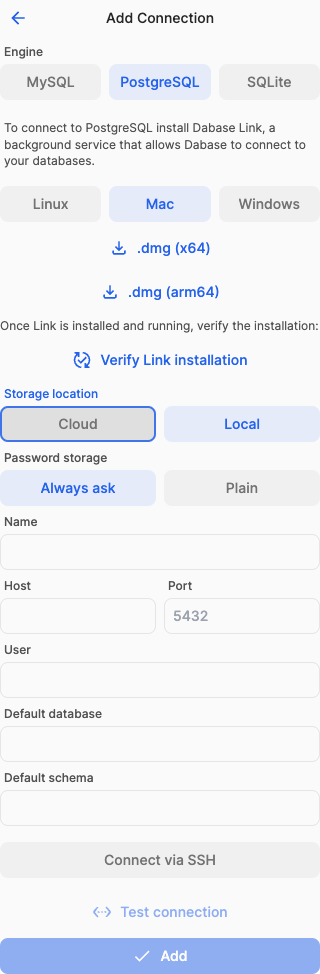 Add Connection
Engine
MySQL
PostgreSQL
SQLite
To connect to PostgreSQL install Dabase Link, a
background service that allows Dabase to connect to
your databases.
Linux
Mac
Windows
.dmg (x64)
.dmg (arm64)
Once Link is installed and running, verify the installation:
Verify Link installation
Storage location
Cloud
Local
Password storage
Always ask
Plain
Name
Host
Port
5432
User
Default database
Default schema
Connect via SSH
Test connection
Add